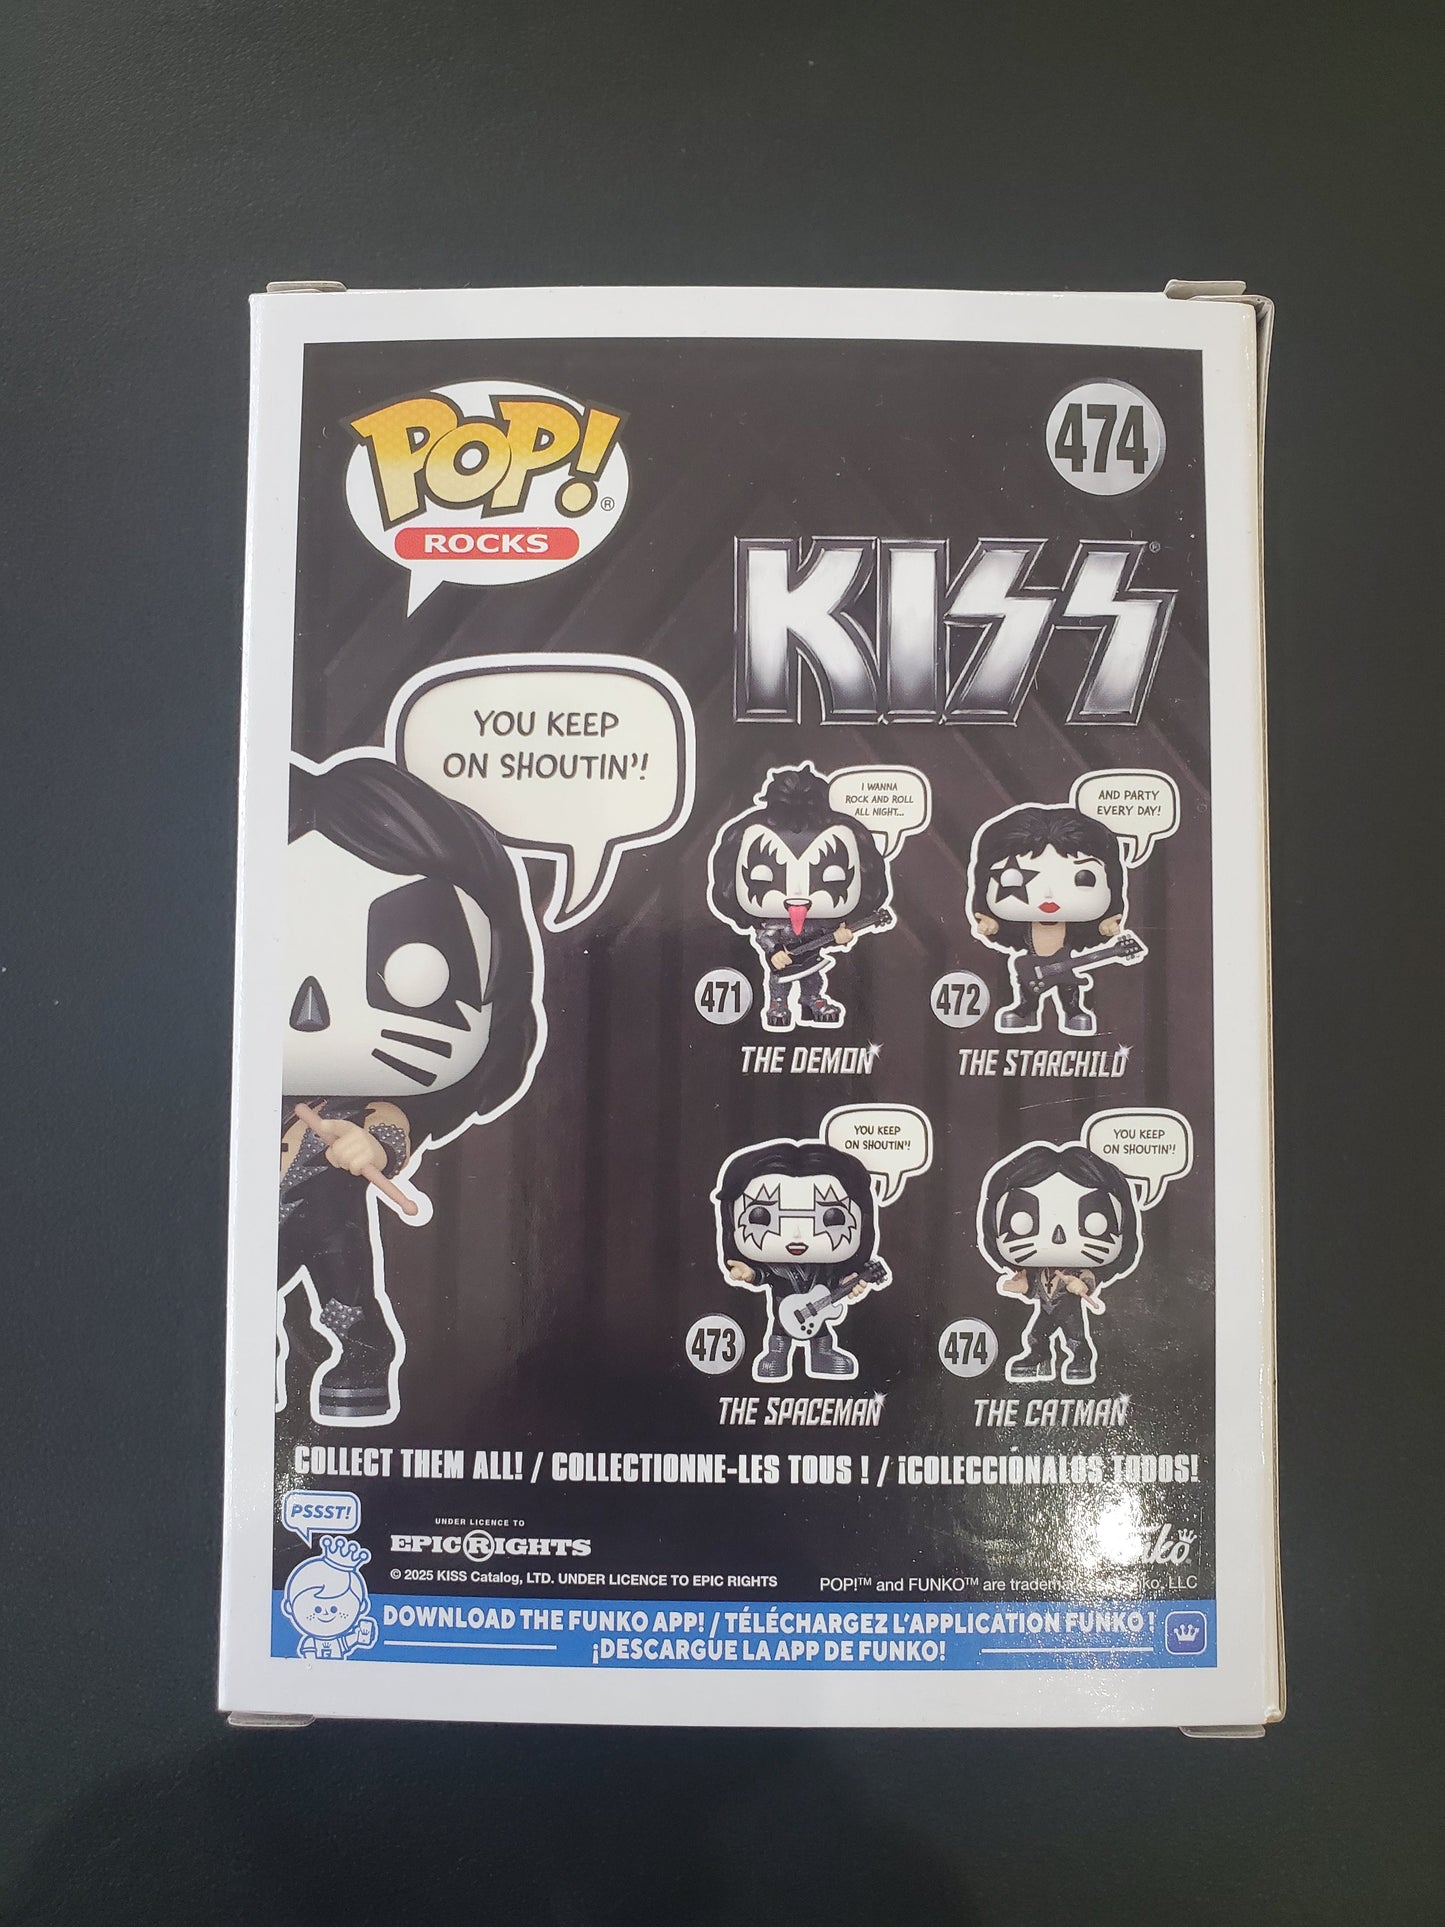 POP!®
ROCKS
474
KISS®
YOU KEEP
ON SHOUTIN'!
I WANNA
ROCK AND ROLL
ALL NIGHT...
471
THE DEMON
AND PARTY
EVERY DAY!
472
THE STARCHILD
YOU KEEP
ON SHOUTIN'!
473
THE SPACEMAN
YOU KEEP
ON SHOUTIN'!
474
THE CATMAN
COLLECT THEM ALL! / COLLECTIONNE-LES TOUS ! / ¡COLECCIÓNALOS TODOS!
PSSST!
UNDER LICENCE TO
EPIC RIGHTS
© 2025 KISS Catalog, LTD. UNDER LICENCE TO EPIC RIGHTS
Funko
POP!™ and FUNKO™ are LLC
DOWNLOAD THE FUNKO APP! / TÉLÉCHARGEZ L'APPLICATION FUNKO !
¡DESCARGUE LA APP DE FUNKO!